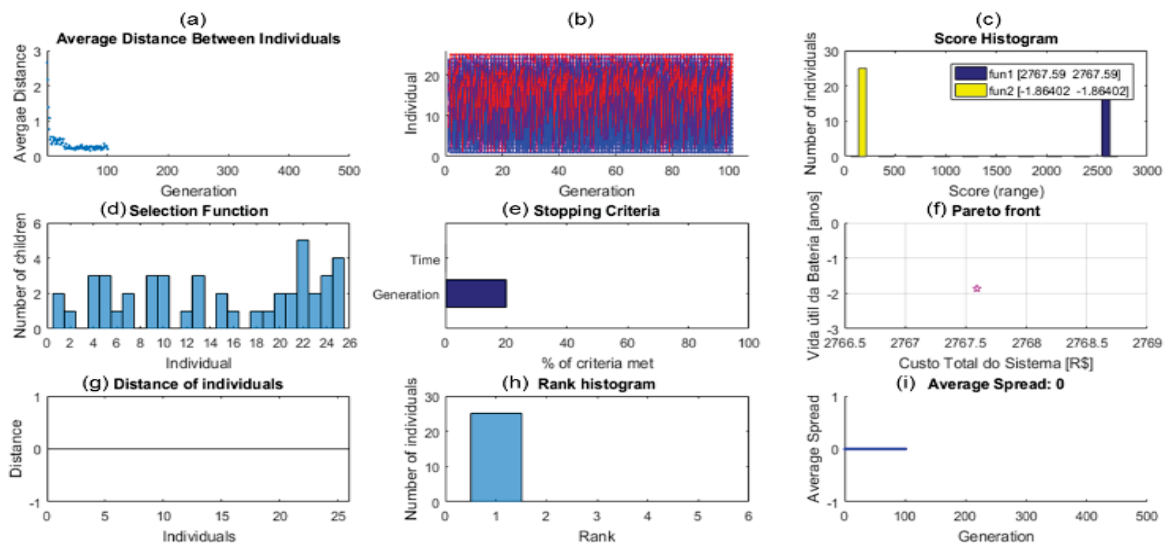 (a)
Average Distance Between Individuals
Avergae Distance
3
2
1
0
0 100 200 300 400 500
Generation
(b)
Individual
20
10
0
0 20 40 60 80 100
Generation
(c)
Score Histogram
Number of individuals
30
20
10
0
fun1 [2767.59 2767.59]
fun2 [-1.86402 -1.86402]
0 500 1000 1500 2000 2500 3000
Score (range)
(d) Selection Function
Number of children
6
4
2
0
0 2 4 6 8 10 12 14 16 18 20 22 24 26
Individual
(e) Stopping Criteria
Time
Generation
0 20 40 60 80 100
% of criteria met
(f) Pareto front
Vida útil da Bateria [anos]
0
-1
-2
-3
2766.5 2767 2767.5 2768 2768.5 2769
Custo Total do Sistema [R$]
(g) Distance of individuals
Distance
1
0
-1
5 10 15 20 25
Individuals
(h) Rank histogram
Number of individuals
30
20
10
0
0 1 2 3 4 5 6
Rank
(i) Average Spread: 0
Average Spread
1
0
-1
0 100 200 300 400 500
Generation